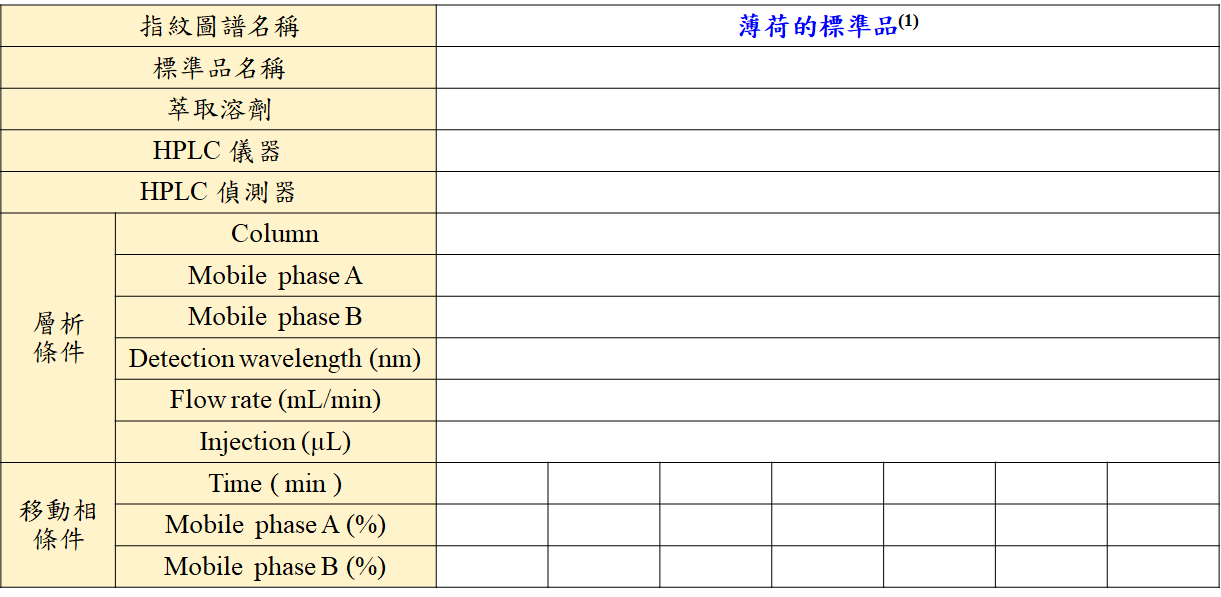 指紋圖譜名稱 薄荷的標準品(1)
標準品名稱
萃取溶劑
HPLC 儀器
HPLC 偵測器
層析條件
Column
Mobile phase A
Mobile phase B
Detection wavelength (nm)
Flow rate (mL/min)
Injection (µL)
移動相條件
Time ( min )
Mobile phase A (%)
Mobile phase B (%)